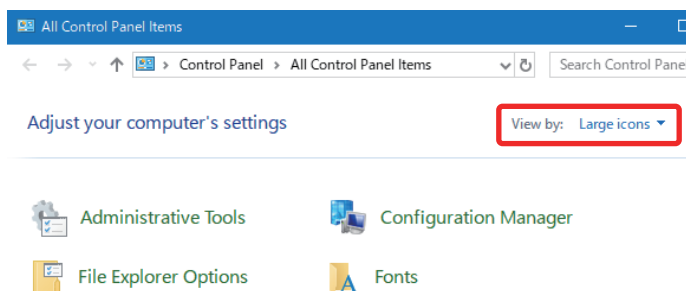 All Control Panel Items
Control Panel > All Control Panel Items
Search Control Pane
Adjust your computer's settings
View by: Large icons
Administrative Tools
Configuration Manager
File Explorer Options
Fonts